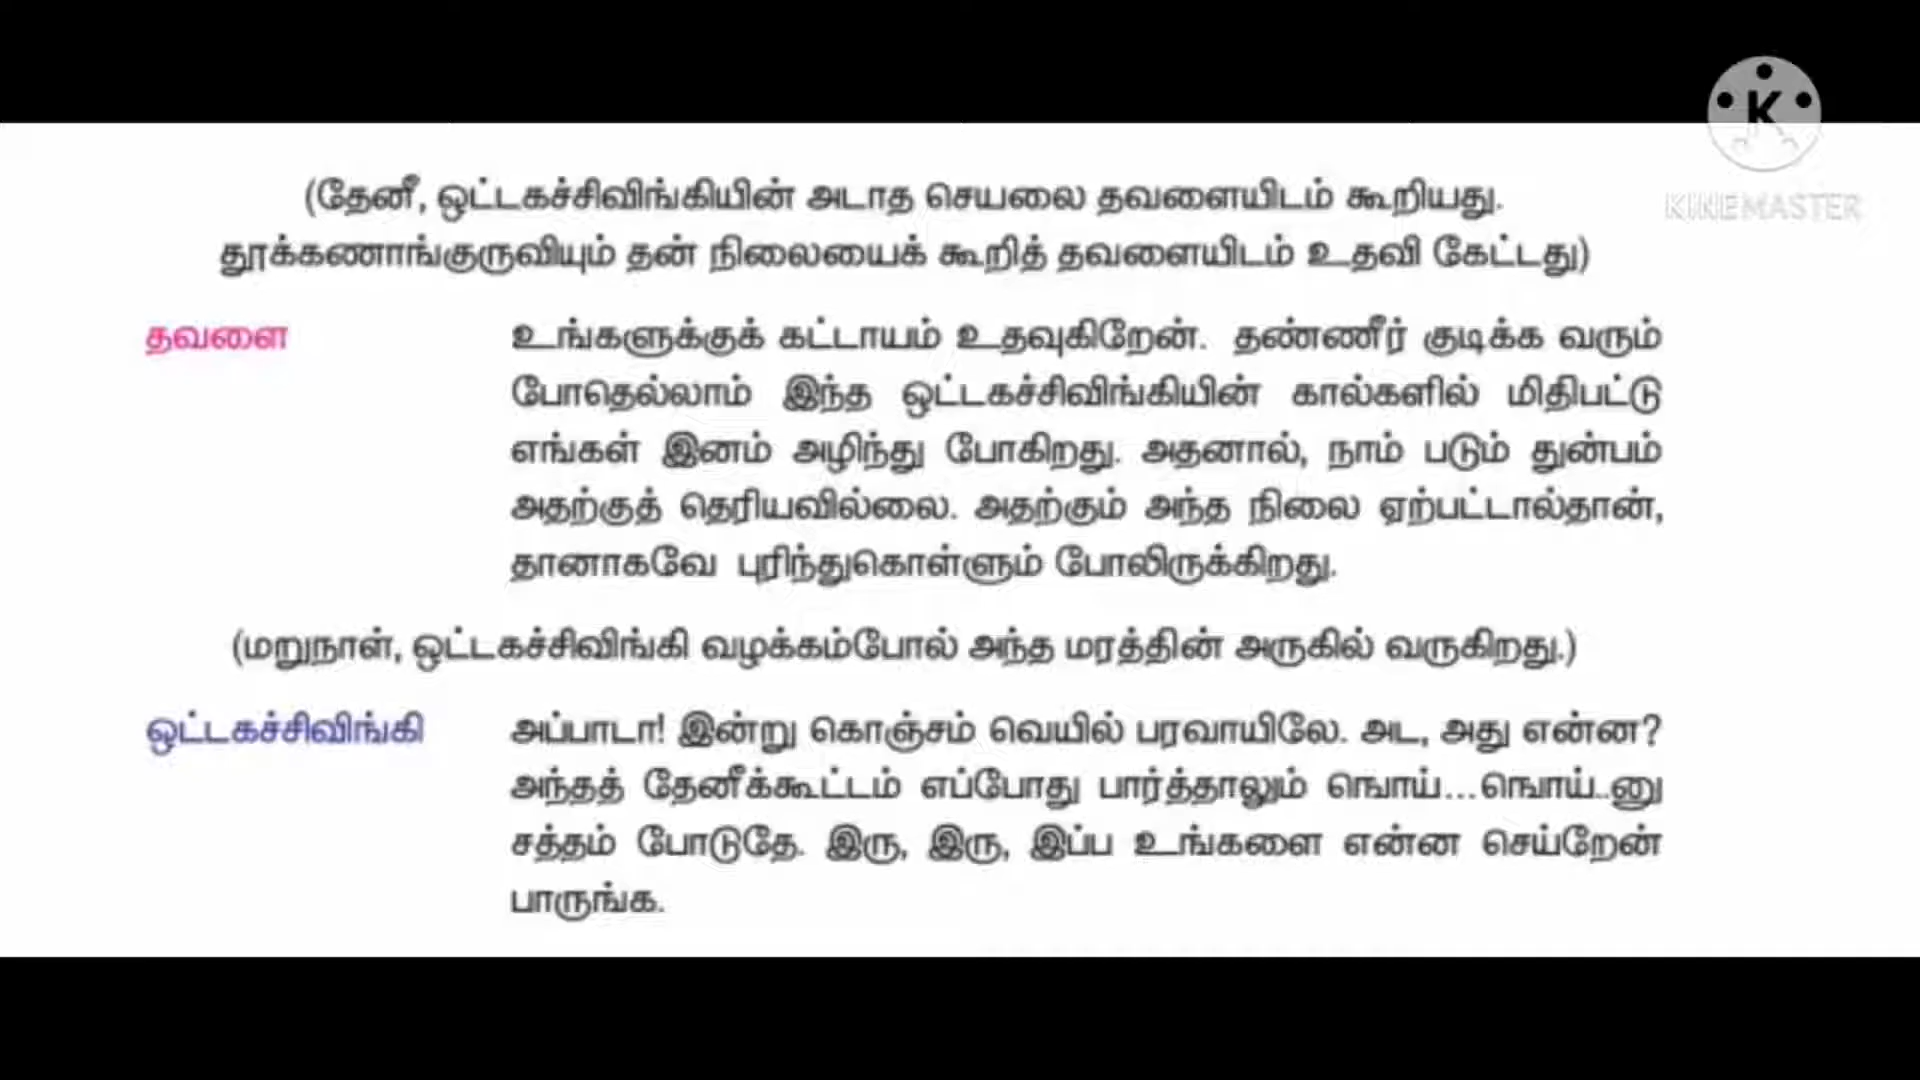 K
KINEMASTER
(தேனீ, ஒட்டகச்சிவிங்கியின் அடாத செயலை தவளையிடம் கூறியது.
தூக்கணாங்குருவியும் தன் நிலையைக் கூறித் தவளையிடம் உதவி கேட்டது)
தவளை உங்களுக்குக் கட்டாயம் உதவுகிறேன். தண்ணீர் குடிக்க வரும்
போதெல்லாம் இந்த ஒட்டகச்சிவிங்கியின் கால்களில் மிதிபட்டு
எங்கள் இனம் அழிந்து போகிறது. அதனால், நாம் படும் துன்பம்
அதற்குத் தெரியவில்லை. அதற்கும் அந்த நிலை ஏற்பட்டால்தான்,
தானாகவே புரிந்துகொள்ளும் போலிருக்கிறது.
(மறுநாள், ஒட்டகச்சிவிங்கி வழக்கம்போல் அந்த மரத்தின் அருகில் வருகிறது.)
ஒட்டகச்சிவிங்கி அப்பாடா! இன்று கொஞ்சம் வெயில் பரவாயிலே. அட, அது என்ன?
அந்தத் தேனீக்கூட்டம் எப்போது பார்த்தாலும் ஙொய்...ஙொய்..னு
சத்தம் போடுதே. இரு, இரு, இப்ப உங்களை என்ன செய்றேன்
பாருங்க.